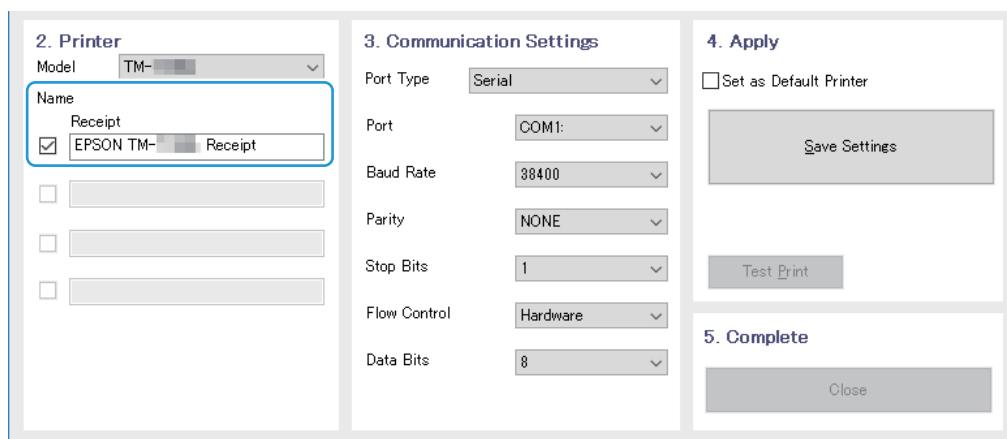 2. Printer
Model TM-
Name
Receipt
EPSON TM- Receipt
3. Communication Settings
Port Type Serial
Port COM1:
Baud Rate 38400
Parity NONE
Stop Bits 1
Flow Control Hardware
Data Bits 8
4. Apply
Set as Default Printer
Save Settings
Test Print
5. Complete
Close